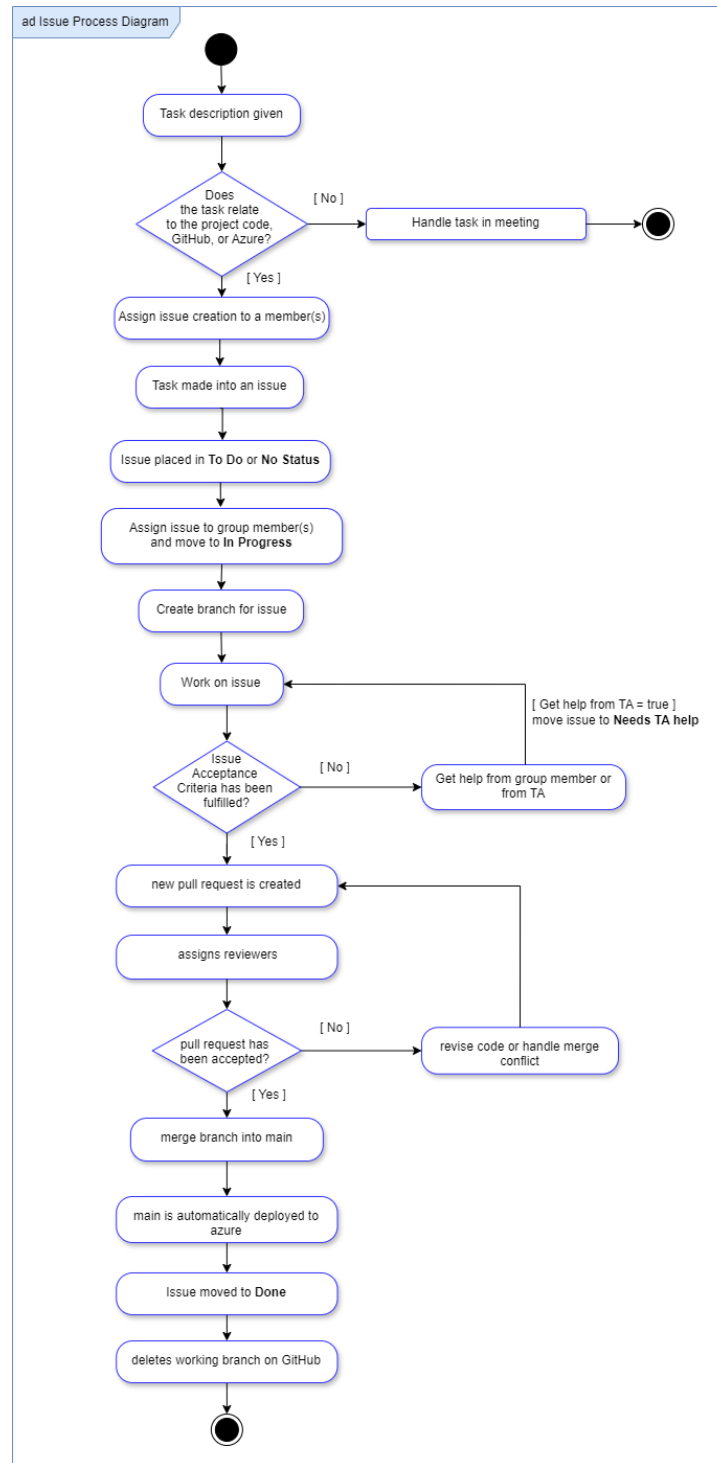 ad Issue Process Diagram
Task description given
Does
the task relate
to the project code,
GitHub, or Azure?
[ No ]
Handle task in meeting
[ Yes ]
Assign issue creation to a member(s)
Task made into an issue
Issue placed in To Do or No Status
Assign issue to group member(s)
and move to In Progress
Create branch for issue
Work on issue
[ Get help from TA = true ]
move issue to Needs TA help
Issue
Acceptance
Criteria has been
fulfilled?
[ No ]
Get help from group member or
from TA
[ Yes ]
new pull request is created
assigns reviewers
pull request has
been accepted?
[ No ]
revise code or handle merge
conflict
[ Yes ]
merge branch into main
main is automatically deployed to
azure
Issue moved to Done
deletes working branch on GitHub